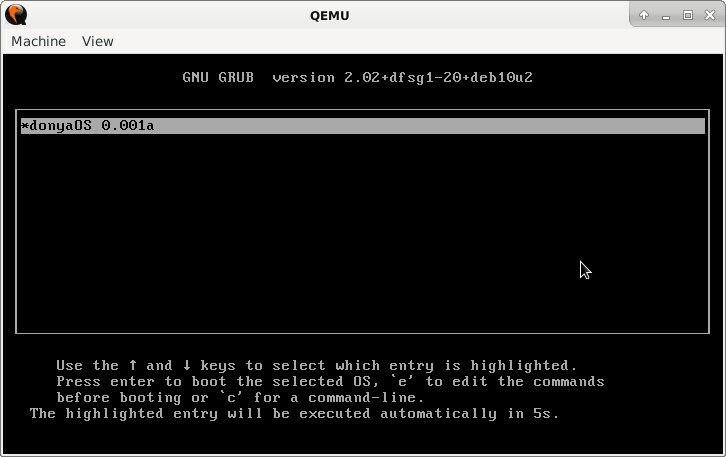 QEMU
Machine View
GNU GRUB version 2.02+dfsg1-20+deb10u2
*donyaOS 0.001a
Use the ↑ and ↓ keys to select which entry is highlighted.
Press enter to boot the selected OS, `e' to edit the commands
before booting or `c' for a command-line.
The highlighted entry will be executed automatically in 5s.